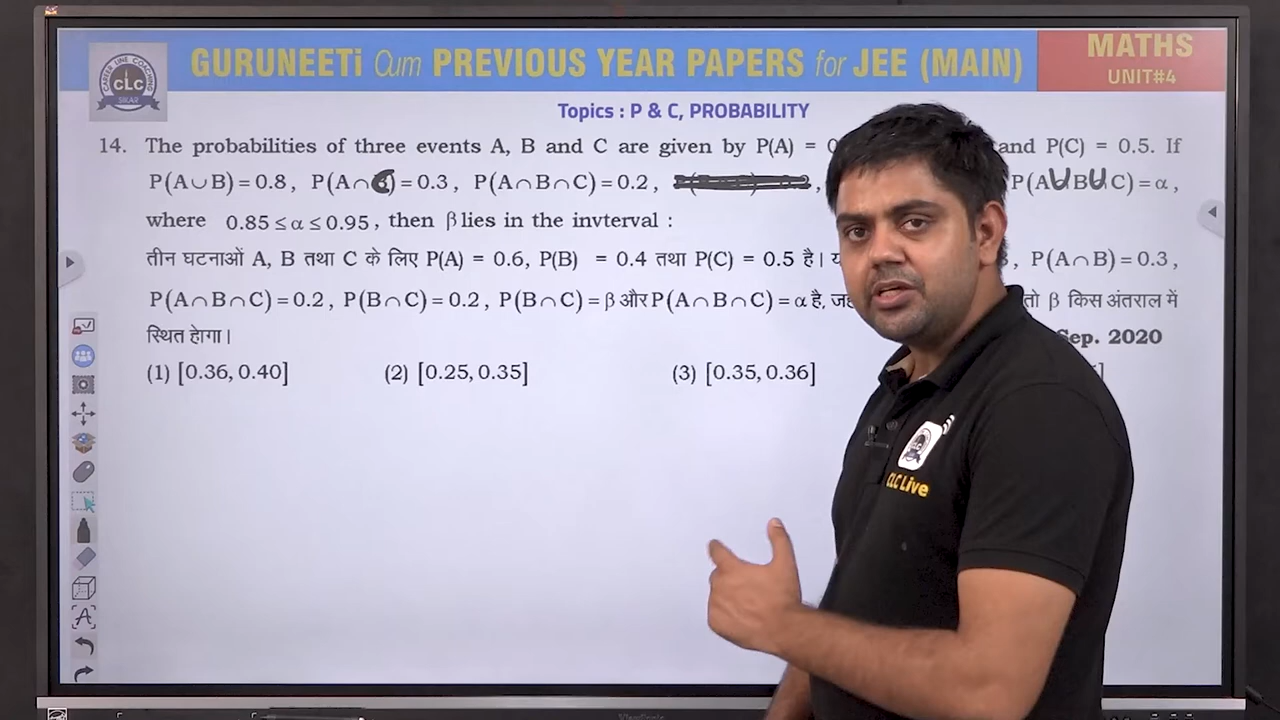 GURUNEETi Cum PREVIOUS YEAR PAPERS for JEE (MAIN)
MATHS
UNIT#4
CAREER LINE COACHING
CLC
SIKAR
Topics : P & C, PROBABILITY
14. The probabilities of three events A, B and C are given by P(A) = 0 and P(C) = 0.5. If
P(A∪B)=0.8, P(A∩C)=0.3, P(A∩B∩C)=0.2, , P(A∪B∪C)=α,
where 0.85≤α≤0.95, then β lies in the invterval :
तीन घटनाओं A, B तथा C के लिए P(A) = 0.6, P(B) = 0.4 तथा P(C) = 0.5 है। , P(A∩B)=0.3,
P(A∩B∩C)=0.2, P(B∩C)=0.2, P(B∩C)=β और P(A∩B∩C)=α है, तो β किस अंतराल में
स्थित हेागा। Sep. 2020
(1) [0.36, 0.40] (2) [0.25, 0.35] (3) [0.35, 0.36]
CLC Live
ViewSonic